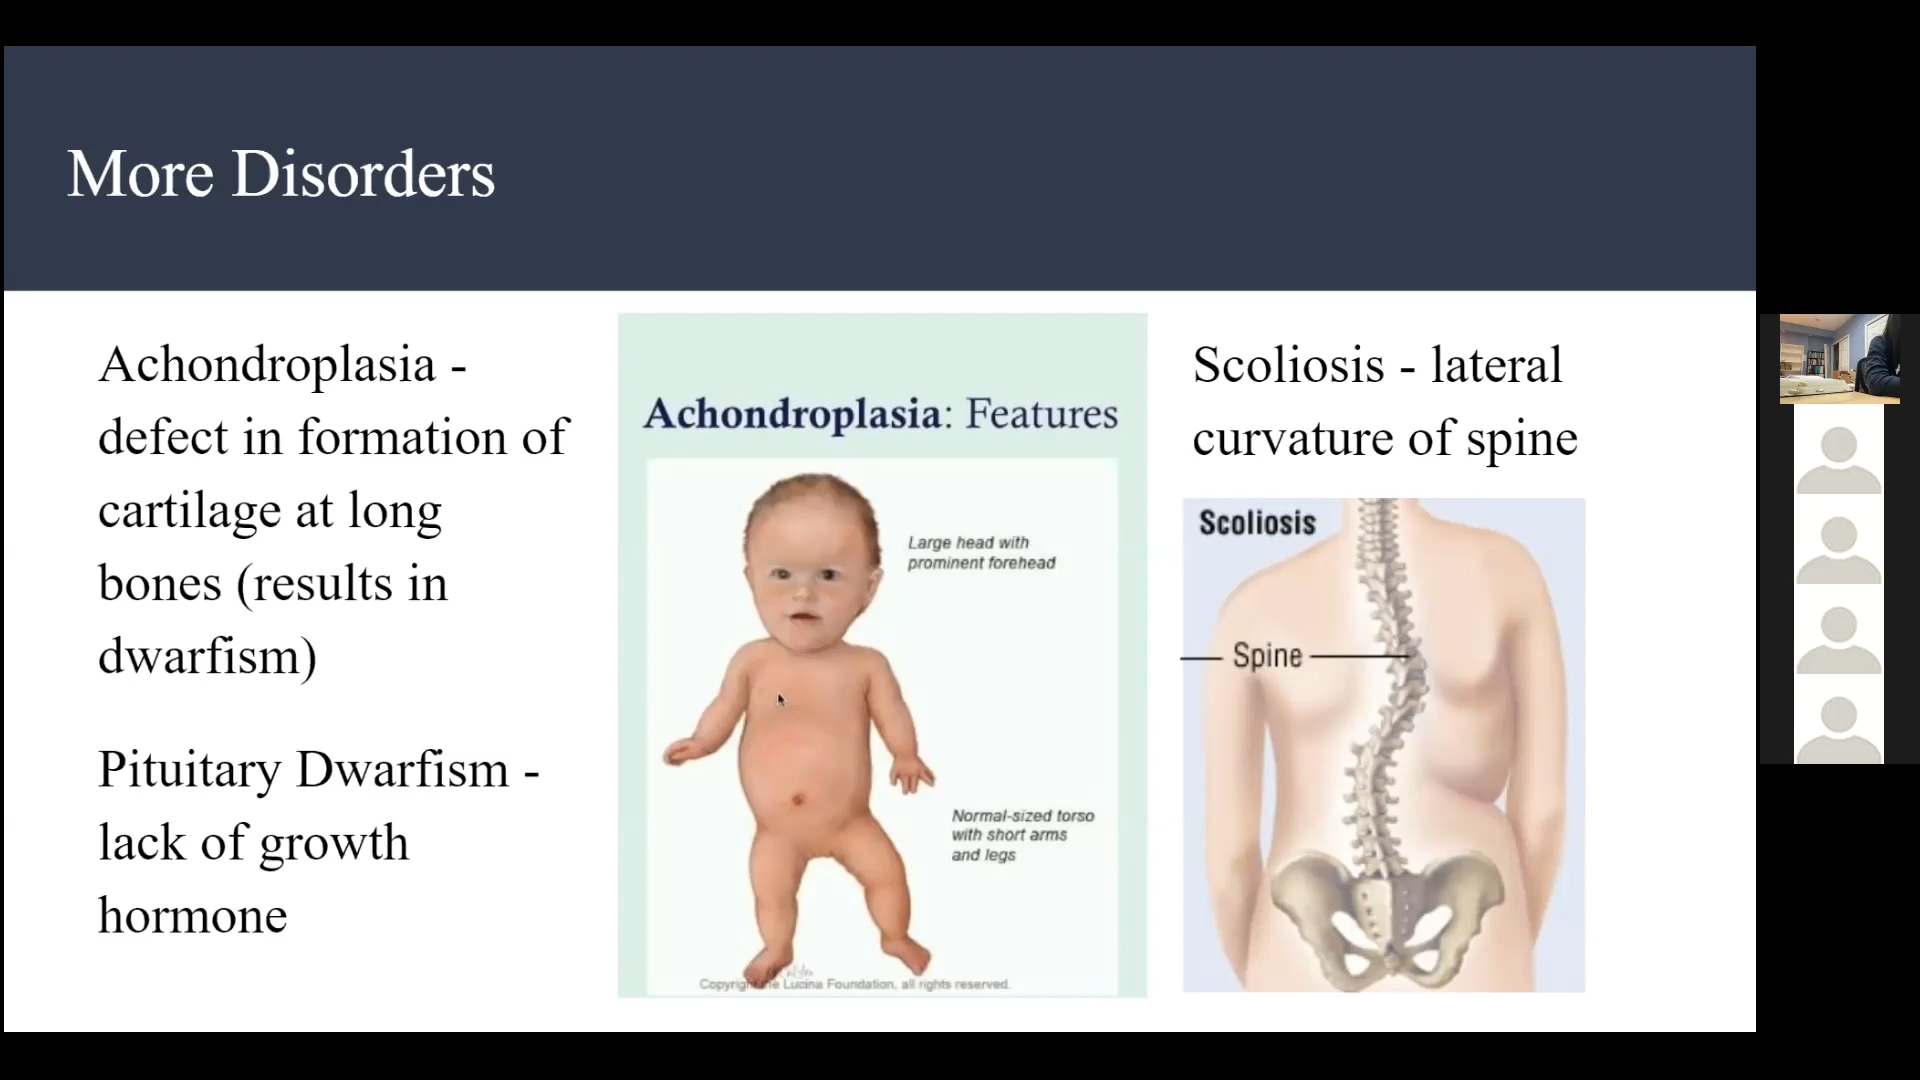 More Disorders
Achondroplasia -
defect in formation of
cartilage at long
bones (results in
dwarfism)
Pituitary Dwarfism -
lack of growth
hormone
Achondroplasia: Features
Large head with
prominent forehead
Normal-sized torso
with short arms
and legs
Lucina Foundation, all rights reserved.
Scoliosis - lateral
curvature of spine
Scoliosis
Spine